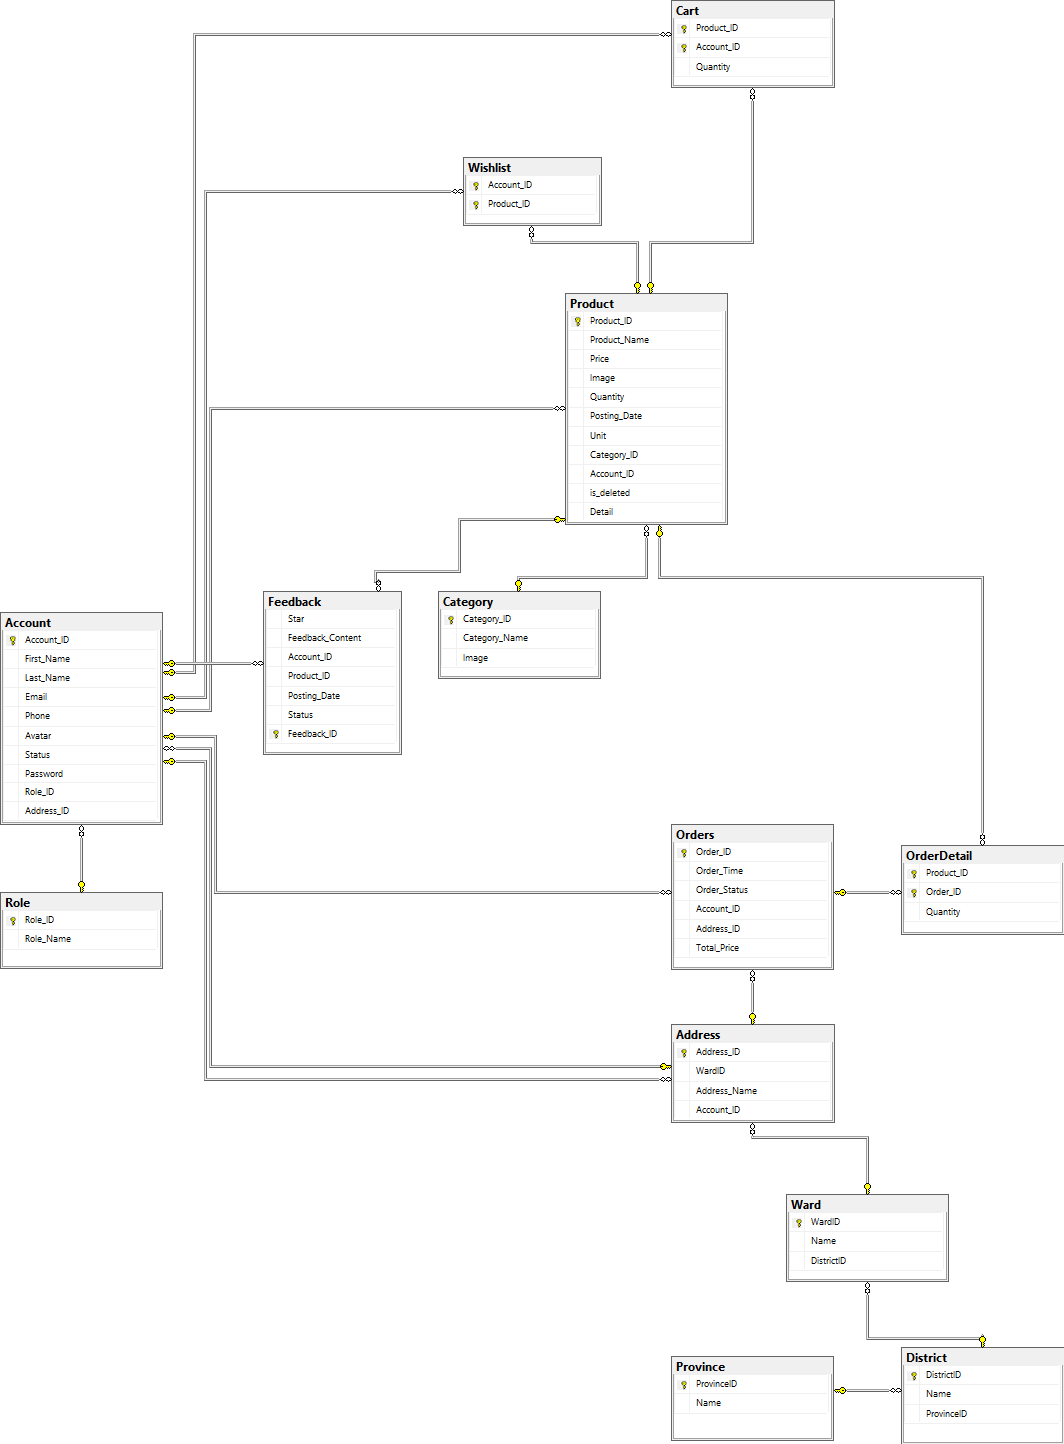 Cart
Product_ID
Account_ID
Quantity
Wishlist
Account_ID
Product_ID
Product
Product_ID
Product_Name
Price
Image
Quantity
Posting_Date
Unit
Category_ID
Account_ID
is_deleted
Detail
Feedback
Star
Feedback_Content
Account_ID
Product_ID
Posting_Date
Status
Feedback_ID
Category
Category_ID
Category_Name
Image
Account
Account_ID
First_Name
Last_Name
Email
Phone
Avatar
Status
Password
Role_ID
Address_ID
Role
Role_ID
Role_Name
Orders
Order_ID
Order_Time
Order_Status
Account_ID
Address_ID
Total_Price
OrderDetail
Product_ID
Order_ID
Quantity
Address
Address_ID
WardID
Address_Name
Account_ID
Ward
WardID
Name
DistrictID
Province
ProvinceID
Name
District
DistrictID
Name
ProvinceID